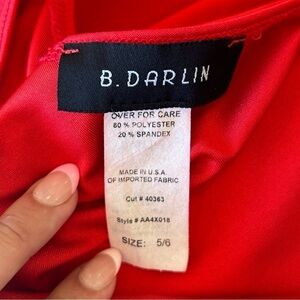 B. DARLIN
OVER FOR CARE
80 % POLYESTER
20 % SPANDEX
MADE IN U.S.A.
OF IMPORTED FABRIC
Cut # 40363
Style # AA4X018
SIZE: 5/6